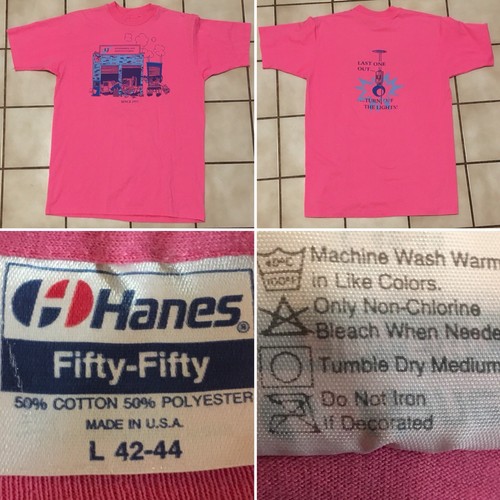 LAST ONE
OUT...
TURN OFF
THE LIGHTS!
Hanes®
Fifty-Fifty
50% COTTON 50% POLYESTER
MADE IN U.S.A.
L 42-44
40°C
100°F
Machine Wash Warm
in Like Colors.
Only Non-Chlorine
Bleach When Neede
Tumble Dry Medium
Do Not Iron
if Decorated